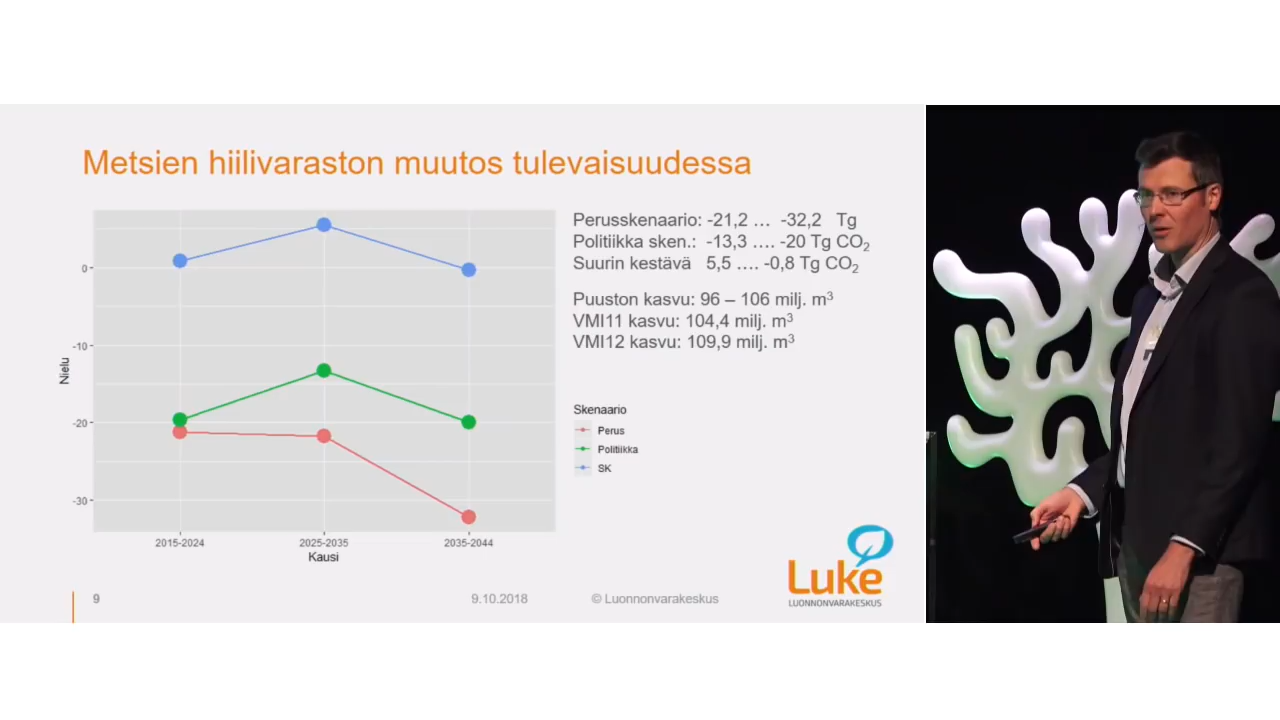 Metsien hiilivaraston muutos tulevaisuudessa
Perusskenaario: -21,2 … -32,2 Tg
Politiikka sken.: -13,3 …. -20 Tg CO₂
Suurin kestävä 5,5 …. -0,8 Tg CO₂
Puuston kasvu: 96 – 106 milj. m³
VMI11 kasvu: 104,4 milj. m³
VMI12 kasvu: 109,9 milj. m³
Nielu
0
-10
-20
-30
2015-2024
2025-2035
2035-2044
Kausi
Skenaario
Perus
Politiikka
SK
9
9.10.2018
© Luonnonvarakeskus
Luke
LUONNONVARAKESKUS